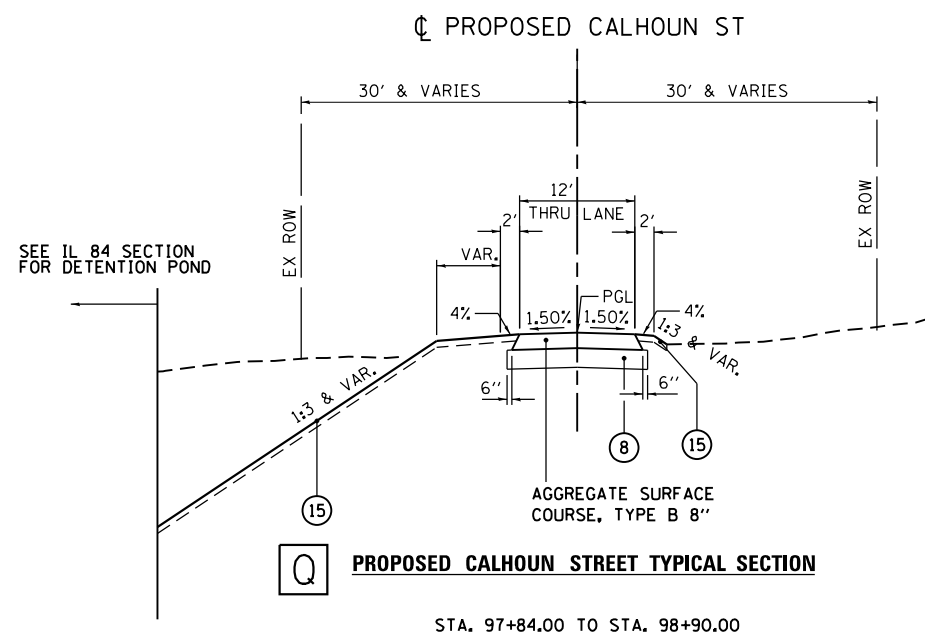 ℄ PROPOSED CALHOUN ST
30' & VARIES
30' & VARIES
12'
THRU LANE
2'
2'
EX ROW
EX ROW
SEE IL 84 SECTION
FOR DETENTION POND
VAR.
PGL
4%
1.50%
1.50%
4%
1:3 & VAR.
1:3 & VAR.
6"
6"
8
15
15
AGGREGATE SURFACE
COURSE, TYPE B 8"
Q
PROPOSED CALHOUN STREET TYPICAL SECTION
STA. 97+84.00 TO STA. 98+90.00